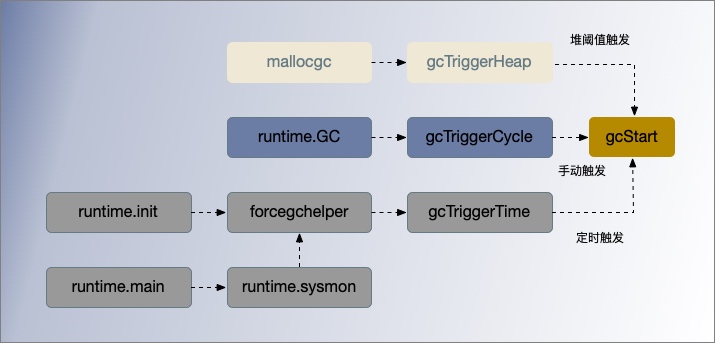 堆阈值触发
mallocgc
gcTriggerHeap
runtime.GC
gcTriggerCycle
gcStart
手动触发
runtime.init
forcegchelper
gcTriggerTime
定时触发
runtime.main
runtime.sysmon